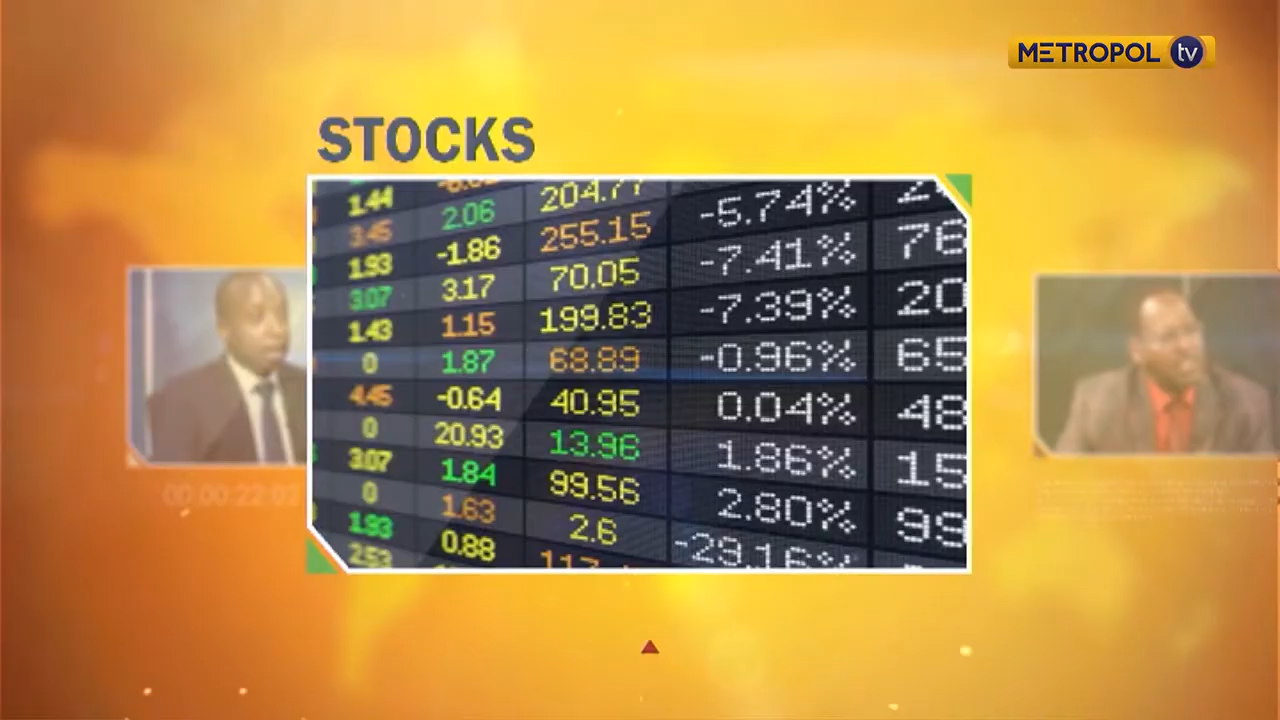 METROPOL tv
STOCKS
1.44 204.77 -5.74%
3.45 2.06 255.15 -7.41% 76
1.93 -1.86 70.05 -7.39% 20
3.07 3.17 199.83 -0.96% 65
1.43 1.15 68.89 0.04% 48
0 1.87 40.95 1.86% 15
4.45 -0.64 13.96 2.80% 99
0 20.93 99.56 -29.16%
3.07 1.84 2.6
0 1.63
1.93 0.88
2.53